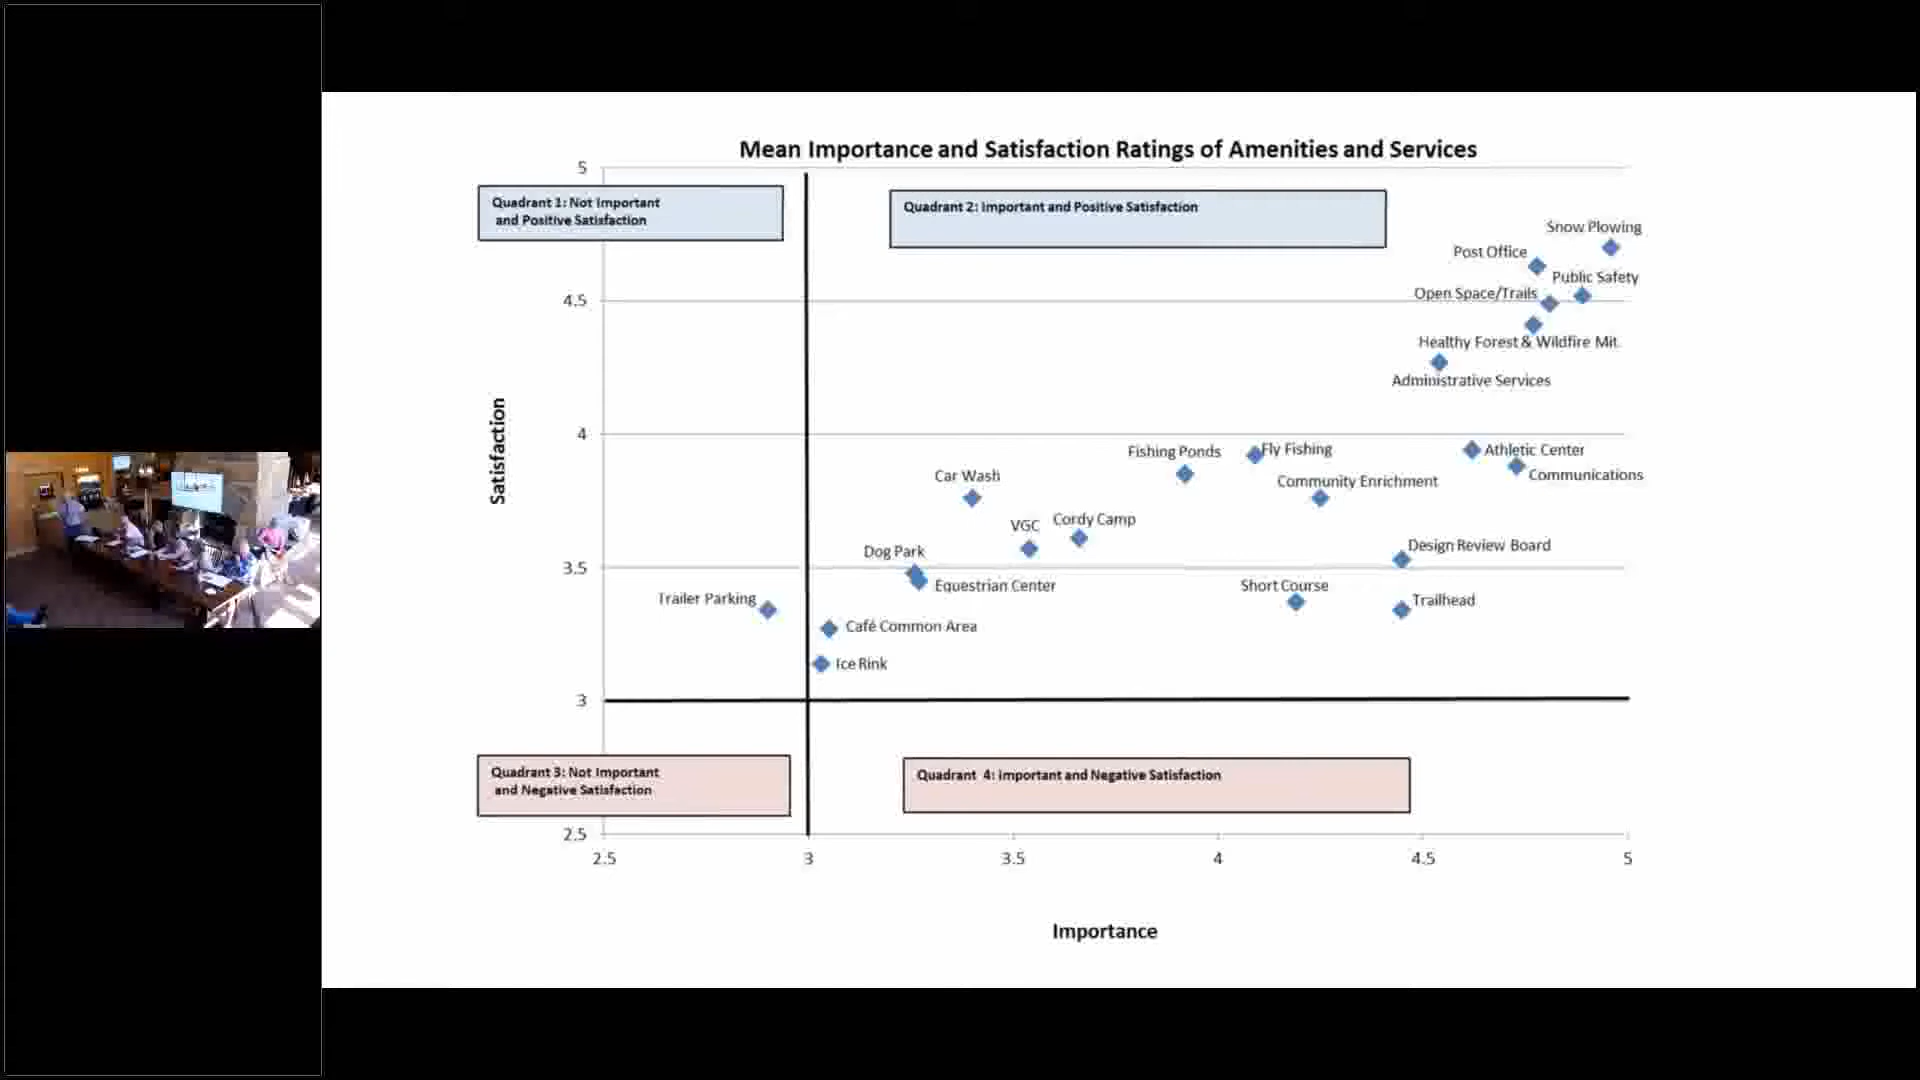 Mean Importance and Satisfaction Ratings of Amenities and Services
5
Quadrant 1: Not Important
and Positive Satisfaction
Quadrant 2: Important and Positive Satisfaction
Snow Plowing
Post Office
Public Safety
Open Space/Trails
4.5
Healthy Forest & Wildfire Mit.
Administrative Services
Satisfaction
4
Fishing Ponds
Fly Fishing
Athletic Center
Car Wash
Community Enrichment
Communications
VGC
Cordy Camp
Dog Park
Design Review Board
3.5
Equestrian Center
Short Course
Trailer Parking
Trailhead
Café Common Area
Ice Rink
3
Quadrant 3: Not Important
and Negative Satisfaction
Quadrant 4: Important and Negative Satisfaction
2.5
2.5
3
3.5
4
4.5
5
Importance